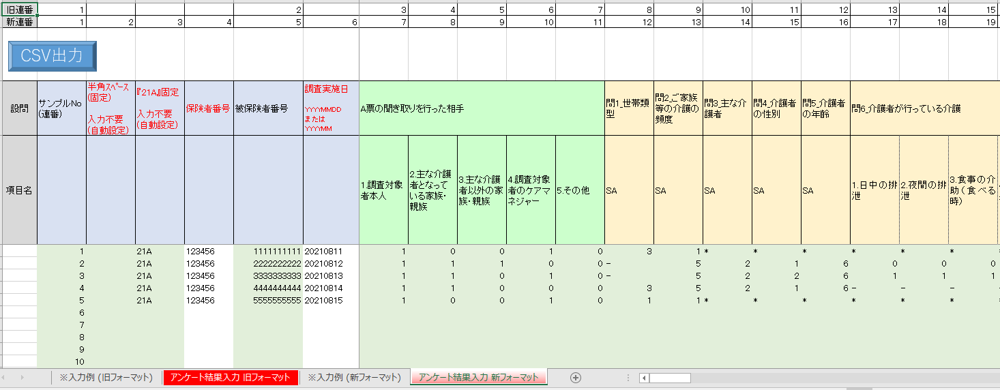 旧連番 1 2 3 4 5 6 7 8 9 10 11 12 13 14 15
新連番 1 2 3 4 5 6 7 8 9 10 11 12 13 14 15 16 17 18 19
CSV出力
設問
サンプルNo
(連番)
半角スペース
(固定)
入力不要
(自動設定)
『21A』固定
入力不要
(自動設定)
保険者番号
被保険者番号
調査実施日
YYYYMMDD
または
YYYYMM
A票の聞き取りを行った相手
問1_世帯類
型
問2_ご家族
等の介護の
頻度
問3_主な介
護者
問4_介護者
の性別
問5_介護者
の年齢
問6_介護者が行っている介護
項目名
1.調査対象
者本人
2.主な介護
者となって
いる家族・
親族
3.主な介護
者以外の家
族・親族
4.調査対象
者のケアマ
ネジャー
5.その他
SA
SA
SA
SA
SA
1.日中の排
泄
2.夜間の排
泄
3.食事の介
助(食べる
時)
1 21A 123456 1111111111 20210811 1 0 0 1 0 3 1 * * * * * *
2 21A 123456 2222222222 20210812 1 1 1 0 0 - 5 2 1 6 0 0 0
3 21A 123456 3333333333 20210813 1 1 0 1 0 - 5 2 2 6 1 1 1
4 21A 123456 4444444444 20210814 1 1 0 0 0 3 5 2 1 6 - - -
5 21A 123456 5555555555 20210815 1 0 0 1 0 1 1 * * * * * *
6
7
8
9
10
※入力例 (旧フォーマット) アンケート結果入力 旧フォーマット ※入力例 (新フォーマット) アンケート結果入力 新フォーマット